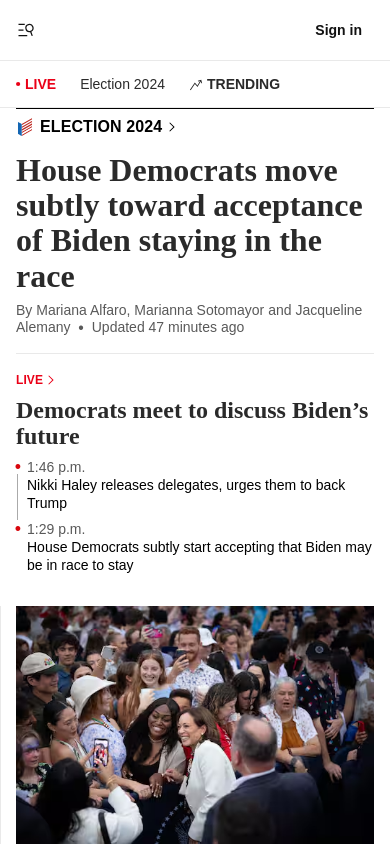 Sign in
LIVE
Election 2024
TRENDING
ELECTION 2024
House Democrats move
subtly toward acceptance
of Biden staying in the
race
By Mariana Alfaro, Marianna Sotomayor and Jacqueline
Alemany • Updated 47 minutes ago
LIVE
Democrats meet to discuss Biden’s
future
1:46 p.m.
Nikki Haley releases delegates, urges them to back
Trump
1:29 p.m.
House Democrats subtly start accepting that Biden may
be in race to stay